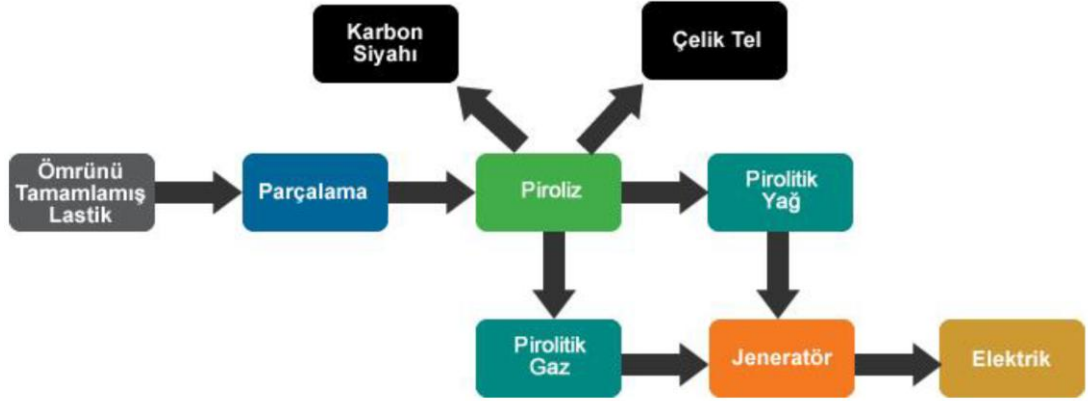 Karbon
Siyahı
Çelik Tel
Ömrünü
Tamamlamış
Lastik
Parçalama
Piroliz
Pirolitik
Yağ
Pirolitik
Gaz
Jeneratör
Elektrik